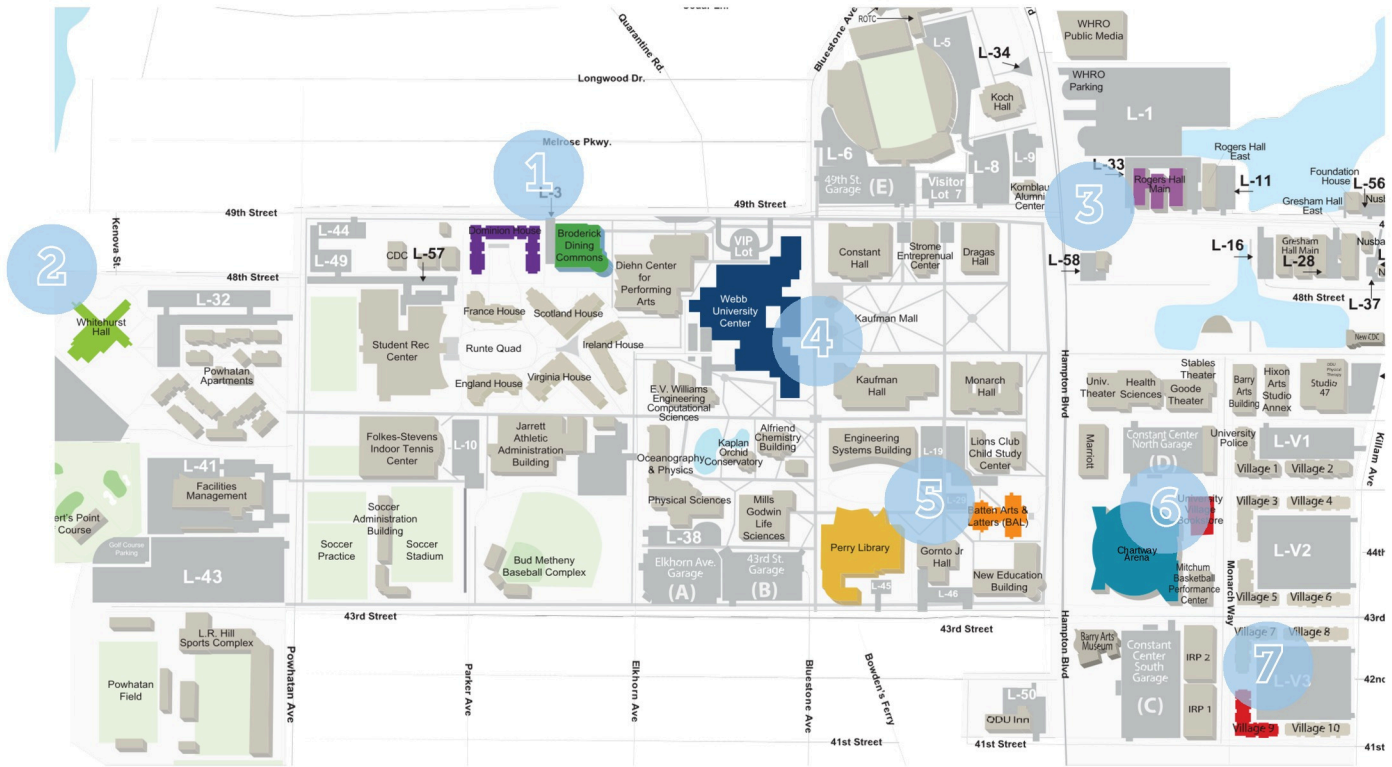 Bluestone Ave
ROTC
L-5
L-34
WHRO
Public Media
Quarantine Rd.
Longwood Dr.
Koch
Hall
WHRO
Parking
L-1
Melrose Pkwy.
1
L-3
L-6
49th St.
Garage
(E)
Visitor
Lot 7
L-8
L-9
Kornblau
Alumni
Center
L-33
Rogers Hall
East
Rogers Hall
Main
L-11
Foundation
House
L-56
Gresham Hall
East
3
49th Street
49th Street
Kenova St.
2
48th Street
L-44
L-49
CDC
L-57
Dominion House
Broderick
Dining
Commons
Diehn Center
for
Performing
Arts
VIP
Lot
Constant
Hall
Strome
Entreprenual
Center
Dragas
Hall
L-58
L-16
Gresham
Hall Main
L-28
48th Street
L-37
New CDC
Whitehurst
Hall
L-32
Powhatan
Apartments
Student Rec
Center
France House
Scotland House
Runte Quad
Ireland House
England House
Virginia House
Webb
University
Center
4
Kaufman Mall
E.V. Williams
Engineering
Computational
Sciences
Kaufman
Hall
Monarch
Hall
Hampton Blvd
Univ.
Theater
Health
Sciences
Stables
Theater
Goode
Theater
Barry
Arts
Building
Hixon
Arts
Studio
Annex
Studio
47
L-41
Facilities
Management
Folkes-Stevens
Indoor Tennis
Center
L-10
Jarrett
Athletic
Administration
Building
Oceanography
& Physics
Kaplan
Orchid
Conservatory
Alfriend
Chemistry
Building
Engineering
Systems Building
L-19
Lions Club
Child Study
Center
Marriott
Constant Center
North Garage
(D)
University
Police
L-V1
Killam Ave
Village 1
Village 2
ert's Point
Course
Golf Course
Parking
L-43
Soccer
Practice
Soccer
Administration
Building
Soccer
Stadium
Bud Metheny
Baseball Complex
Physical Sciences
Mills
Godwin
Life
Sciences
L-38
Elkhorn Ave.
Garage
(A)
43rd St.
Garage
(B)
5
Batten Arts &
Latters (BAL)
Perry Library
Gornto Jr
Hall
New Education
Building
L-45
L-46
6
University
Village
Bookstore
Chartway
Arena
Mitchum
Basketball
Performance
Center
Village 3
Village 4
L-V2
44th
Monarch Way
Village 5
Village 6
43rd Street
43rd Street
43rd
L.R. Hill
Sports Complex
Powhatan
Field
Powhatan Ave
Parker Ave
Elkhorn Ave
Bluestone Ave
Bowden's Ferry
L-50
ODU Inn
41st Street
41st Street
Hampton Blvd
Barry Arts
Museum
Constant
Center
South
Garage
(C)
IRP 2
IRP 1
Village 7
Village 8
7
L-V3
42nd
Village 9
Village 10
41st